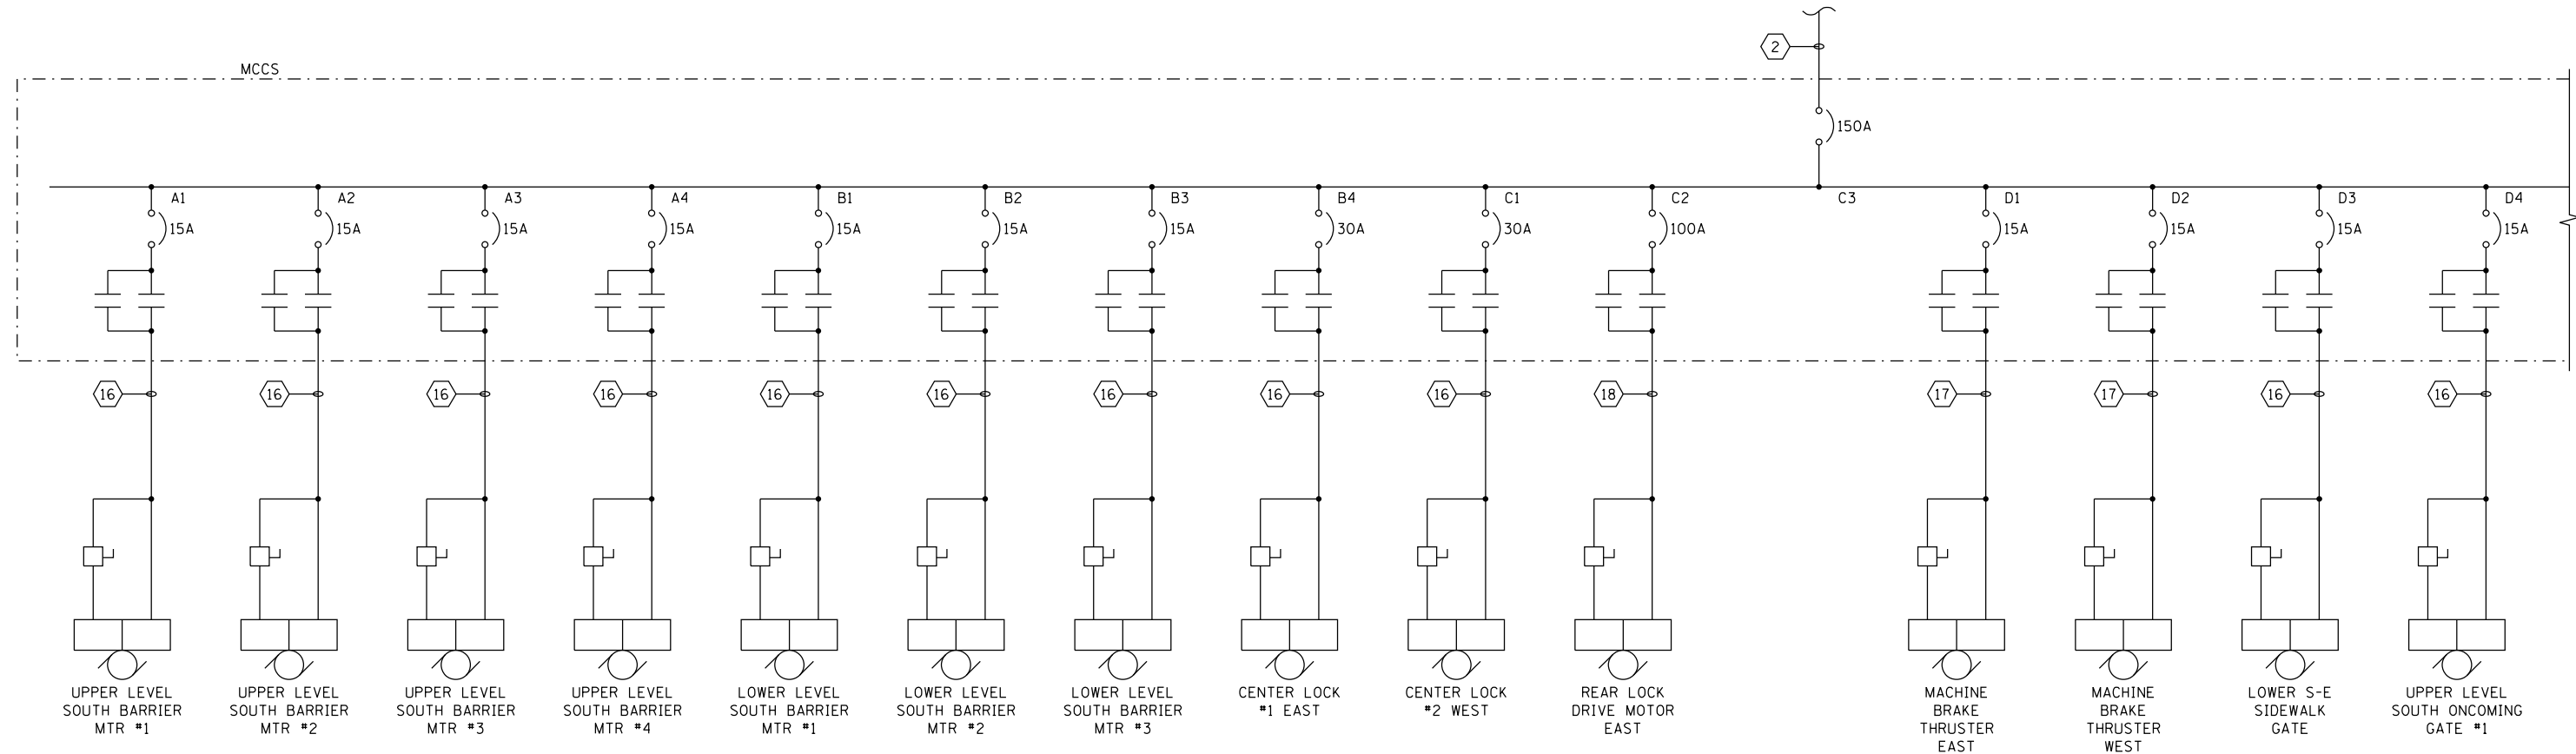 2
MCCS
150A
A1 A2 A3 A4 B1 B2 B3 B4 C1 C2 C3 D1 D2 D3 D4
15A 15A 15A 15A 15A 15A 15A 30A 30A 100A 15A 15A 15A 15A
16 16 16 16 16 16 16 16 16 18 17 17 16 16
UPPER LEVEL
SOUTH BARRIER
MTR #1
UPPER LEVEL
SOUTH BARRIER
MTR #2
UPPER LEVEL
SOUTH BARRIER
MTR #3
UPPER LEVEL
SOUTH BARRIER
MTR #4
LOWER LEVEL
SOUTH BARRIER
MTR #1
LOWER LEVEL
SOUTH BARRIER
MTR #2
LOWER LEVEL
SOUTH BARRIER
MTR #3
CENTER LOCK
#1 EAST
CENTER LOCK
#2 WEST
REAR LOCK
DRIVE MOTOR
EAST
MACHINE
BRAKE
THRUSTER
EAST
MACHINE
BRAKE
THRUSTER
WEST
LOWER S-E
SIDEWALK
GATE
UPPER LEVEL
SOUTH ONCOMING
GATE #1